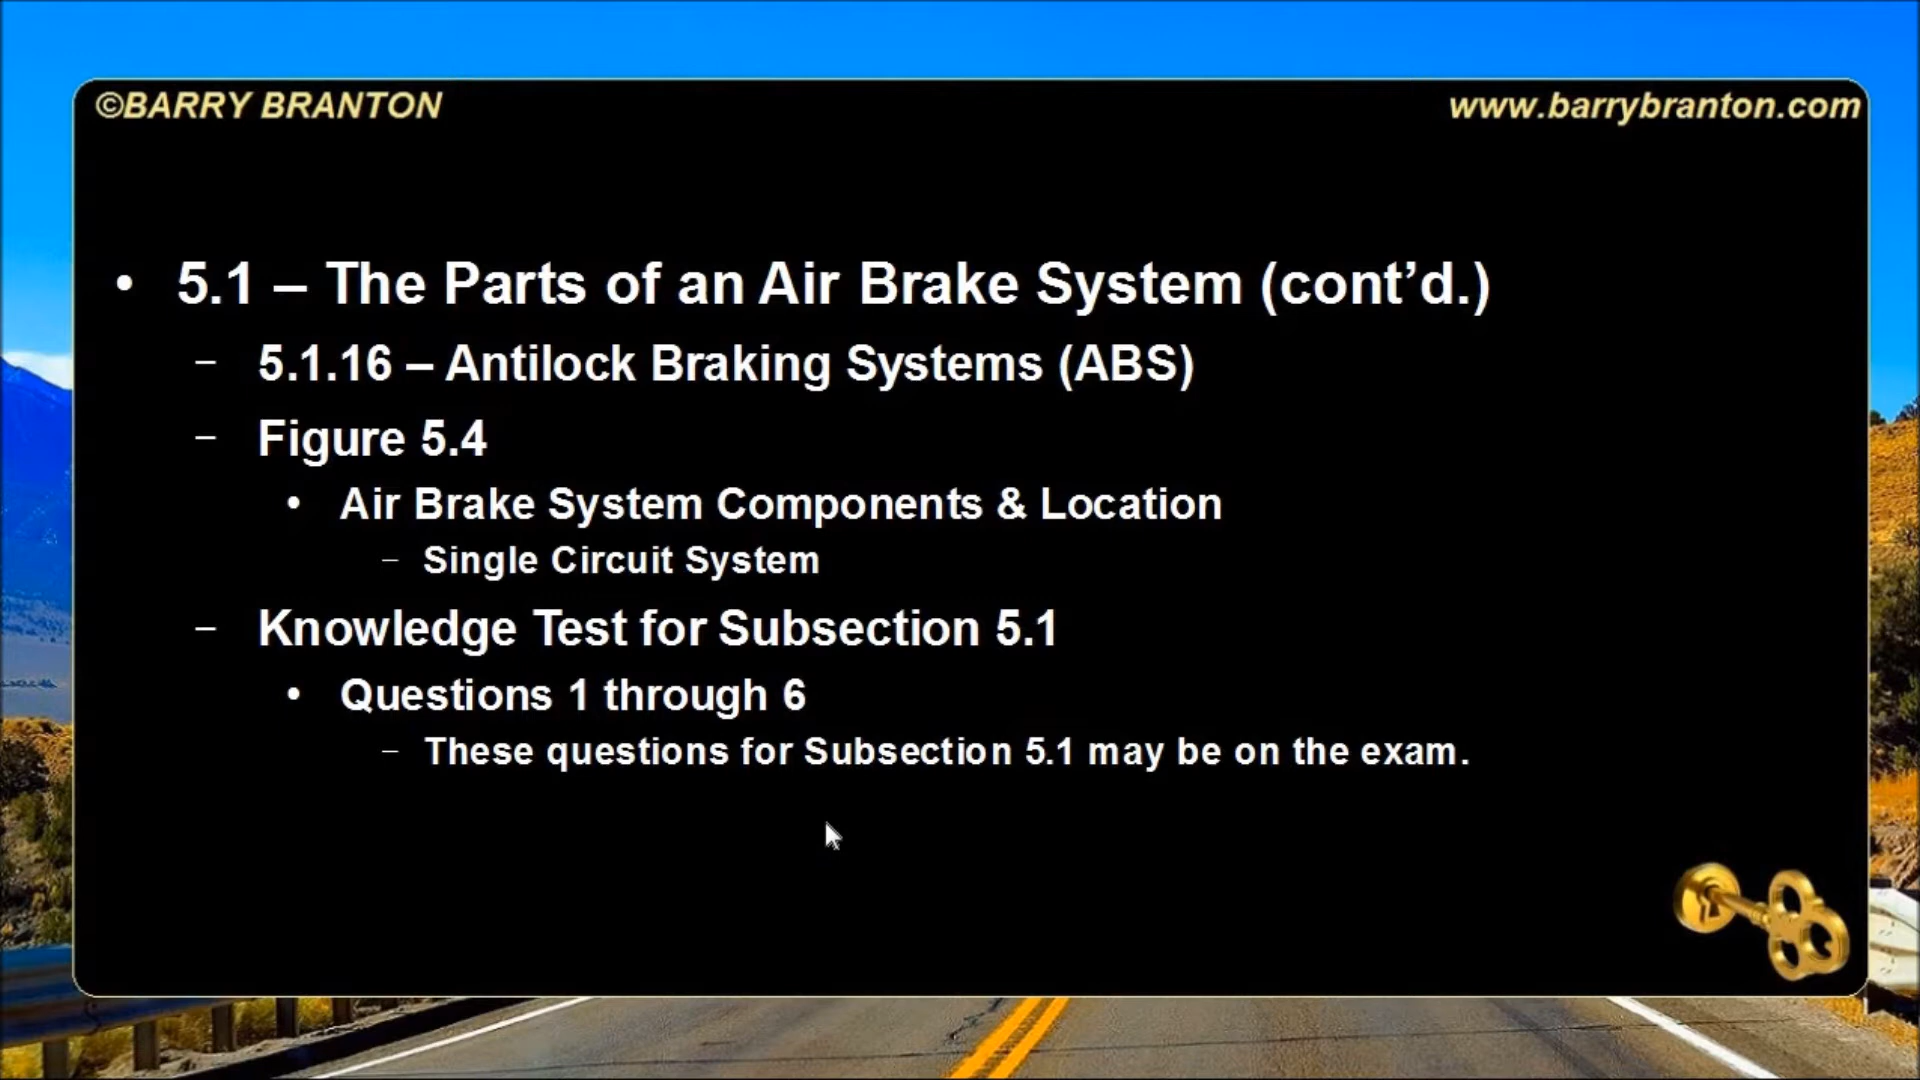 ©BARRY BRANTON
www.barrybranton.com
• 5.1 – The Parts of an Air Brake System (cont’d.)
– 5.1.16 – Antilock Braking Systems (ABS)
– Figure 5.4
• Air Brake System Components & Location
– Single Circuit System
– Knowledge Test for Subsection 5.1
• Questions 1 through 6
– These questions for Subsection 5.1 may be on the exam.